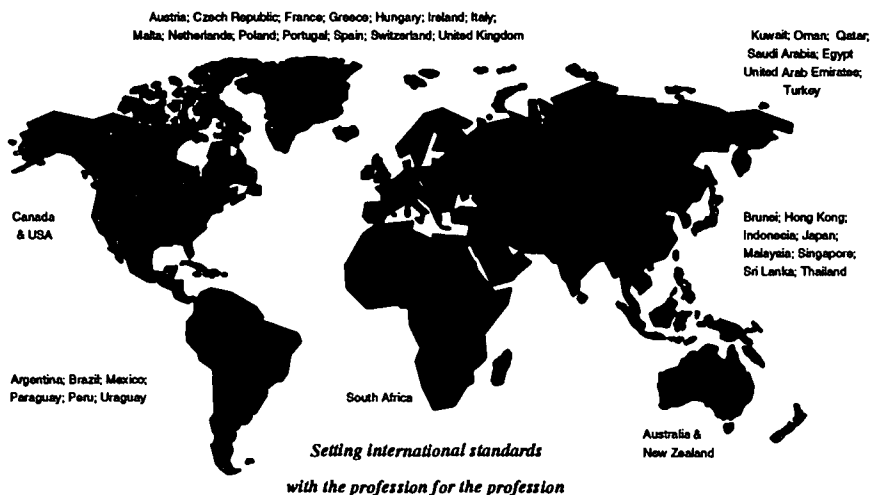 Austria; Czech Republic; France; Greece; Hungary; Ireland; Italy;
Malta; Netherlands; Poland; Portugal; Spain; Switzerland; United Kingdom
Kuwait; Oman; Qatar;
Saudi Arabia; Egypt
United Arab Emirates;
Turkey
Canada
& USA
Brunei; Hong Kong;
Indonecia; Japan;
Malaysia; Singapore;
Sri Lanka; Thailand
Argentina; Brazil; Mexico;
Paraguay; Peru; Uraguay
South Africa
Australia &
New Zealand
Setting international standards
with the profession for the profession